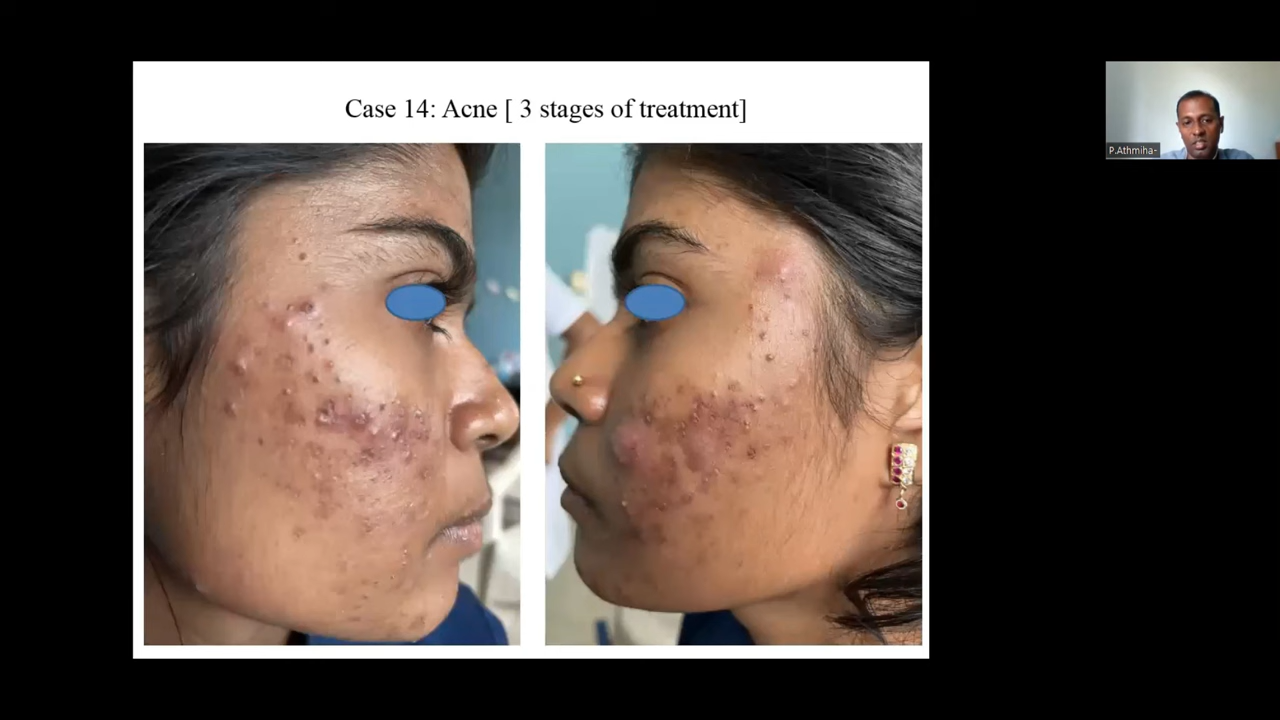 Case 14: Acne [ 3 stages of treatment]
P.Athmiha-